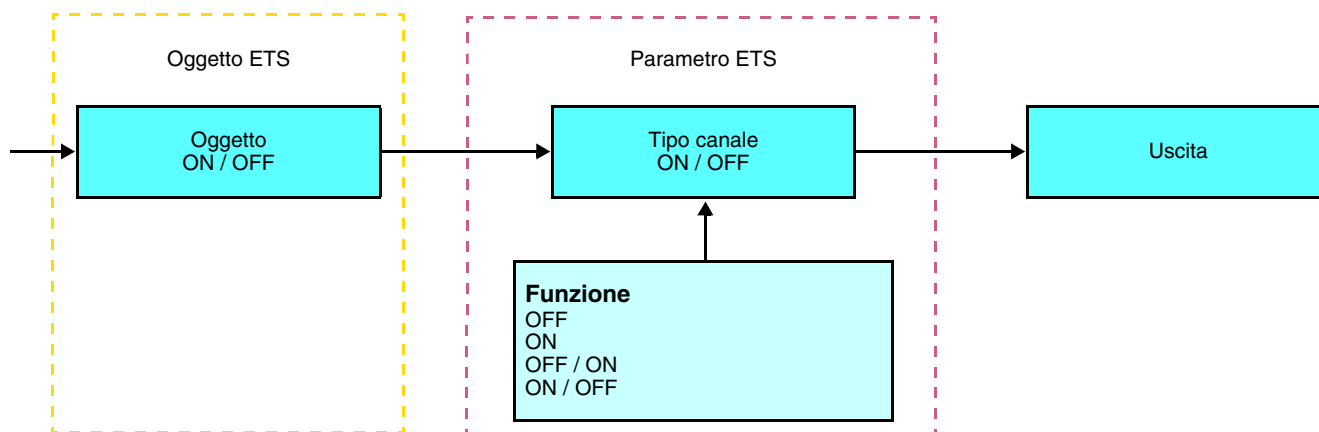 Oggetto ETS
Parametro ETS
Oggetto
ON / OFF
Tipo canale
ON / OFF
Uscita
Funzione
OFF
ON
OFF / ON
ON / OFF